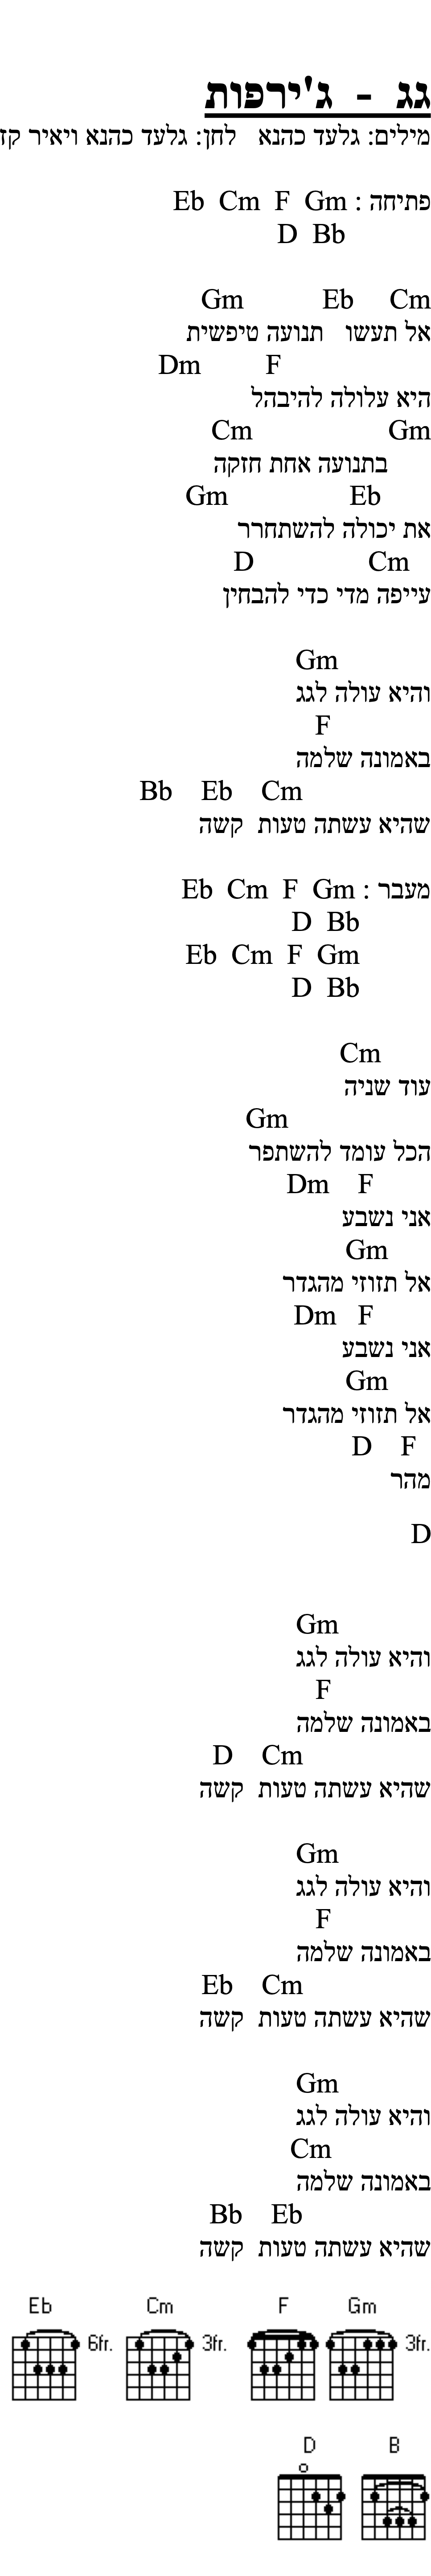 גג - ג'ירפות
מילים: גלעד כהנא   לחן: גלעד כהנא ויאיר
פתיחה : Eb  Cm  F  Gm
D  Bb
Gm  Eb  Cm
אל תעשו   תנועה טיפשית
Dm  F
היא עלולה להיבהל
Cm  Gm
בתנועה אחת חזקה
Gm  Eb
את יכולה להשתחרר
D  Cm
עייפה מדי כדי להבחין
Gm
והיא עולה לגג
F
באמונה שלמה
Bb  Eb  Cm
שהיא עשתה טעות  קשה
מעבר : Eb  Cm  F  Gm
D  Bb
Eb  Cm  F  Gm
D  Bb
Cm
עוד שניה
Gm
הכל עומד להשתפר
Dm  F
אני נשבע
Gm
אל תזוזי מהגדר
Dm  F
אני נשבע
Gm
אל תזוזי מהגדר
D  F
מהר
D
Gm
והיא עולה לגג
F
באמונה שלמה
D  Cm
שהיא עשתה טעות  קשה
Gm
והיא עולה לגג
F
באמונה שלמה
Eb  Cm
שהיא עשתה טעות  קשה
Gm
והיא עולה לגג
Cm
באמונה שלמה
Bb  Eb
שהיא עשתה טעות  קשה
Eb  Cm  F  Gm
6fr.  3fr.  3fr.
D  B